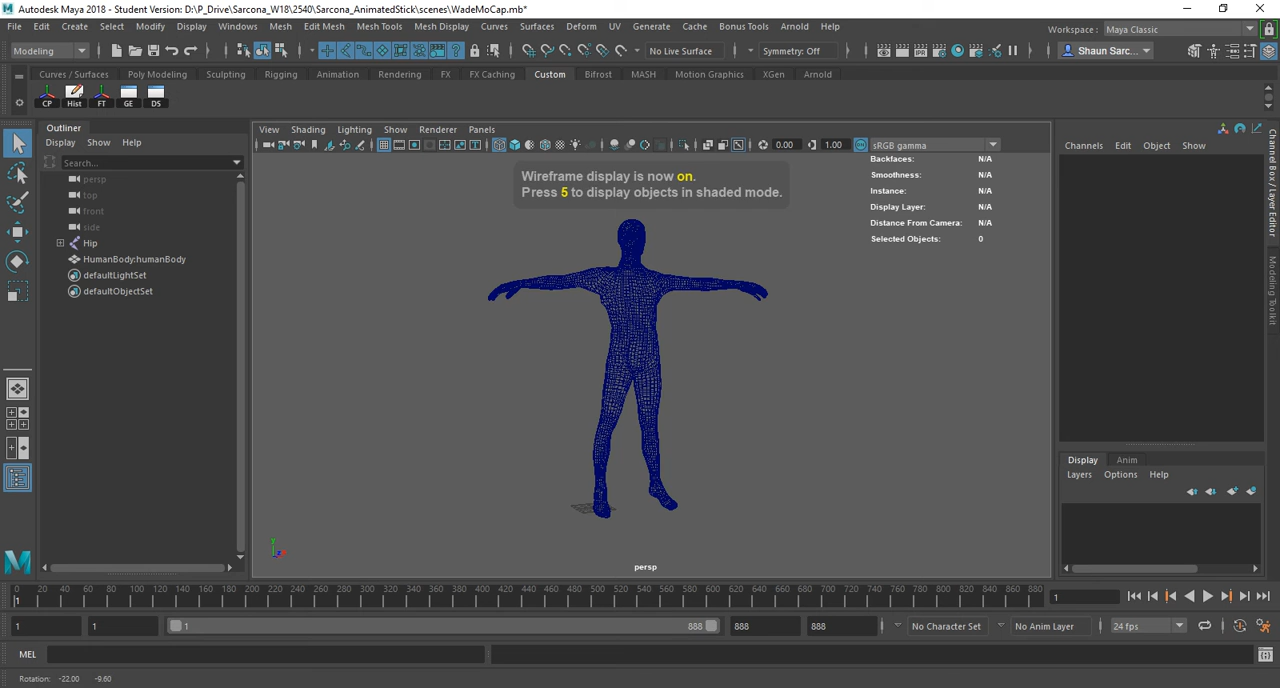 Autodesk Maya 2018 - Student Version: D:\P_Drive\Sarcona_W18\2540\Sarcona_AnimatedStick\scenes\WadeMoCap.mb*
File Edit Create Select Modify Display Windows Mesh Edit Mesh Mesh Tools Mesh Display Curves Surfaces Deform UV Generate Cache Bonus Tools Arnold Help
Workspace : Maya Classic
Modeling No Live Surface Symmetry: Off Shaun Sarc...
Curves / Surfaces Poly Modeling Sculpting Rigging Animation Rendering FX FX Caching Custom Bifrost MASH Motion Graphics XGen Arnold
CP Hist FT GE DS
Outliner
Display Show Help
Search...
persp
top
front
side
Hip
HumanBody:humanBody
defaultLightSet
defaultObjectSet
View Shading Lighting Show Renderer Panels
0.00 1.00 sRGB gamma
Wireframe display is now on.
Press 5 to display objects in shaded mode.
Backfaces: N/A
Smoothness: N/A
Instance: N/A
Display Layer: N/A
Distance From Camera: N/A
Selected Objects: 0
persp
Channels Edit Object Show
Channel Box / Layer Editor
Modeling Toolkit
Display Anim
Layers Options Help
0 20 40 60 80 100 120 140 160 180 200 220 240 260 280 300 320 340 360 380 400 420 440 460 480 500 520 540 560 580 600 620 640 660 680 700 720 740 760 780 800 820 840 860 880
1 1
1 1 1 888 888 888 No Character Set No Anim Layer 24 fps
MEL
Rotation: -22.00 -9.60